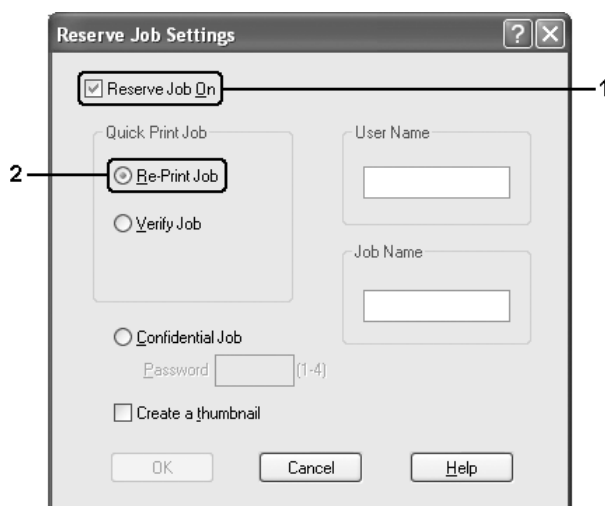 Reserve Job Settings
Reserve Job On
1
Quick Print Job
User Name
2
Re-Print Job
Verify Job
Job Name
Confidential Job
Password
(1-4)
Create a thumbnail
OK
Cancel
Help